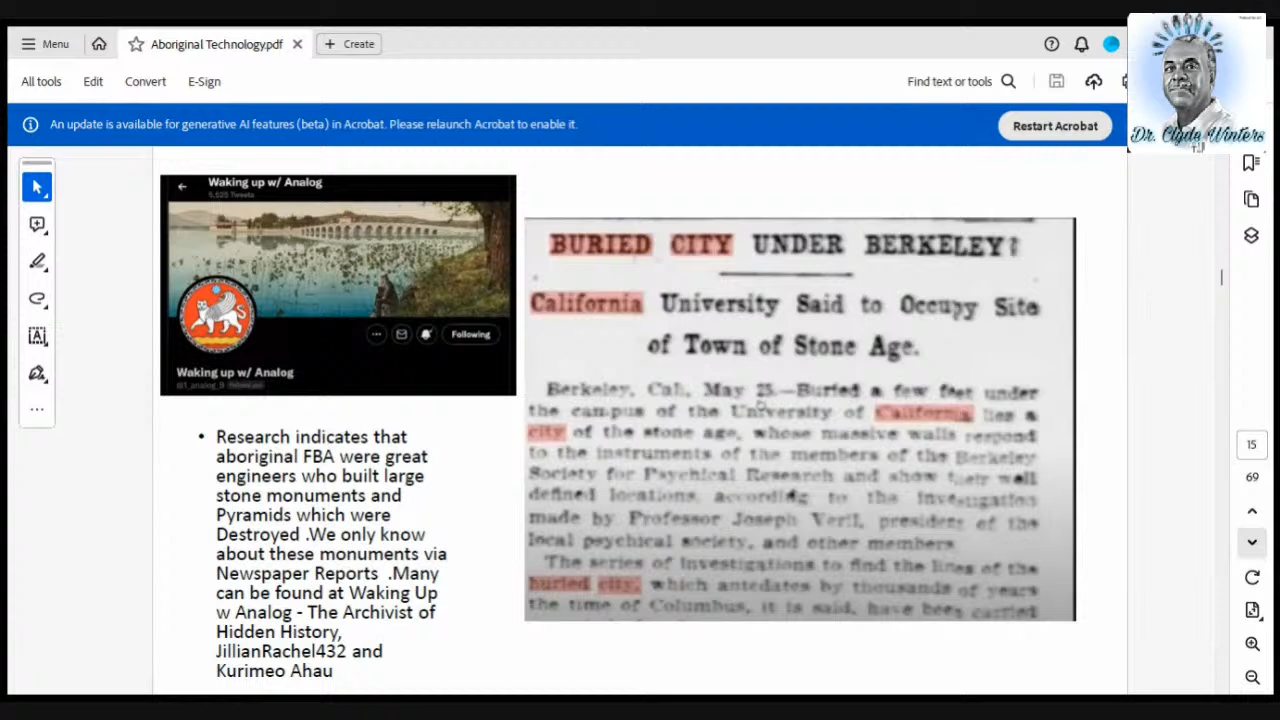 Menu
Aboriginal Technology.pdf
Create
All tools
Edit
Convert
E-Sign
Find text or tools
An update is available for generative AI features (beta) in Acrobat. Please relaunch Acrobat to enable it.
Restart Acrobat
Dr. Clyde Winters
Waking up w/ Analog
5,525 Tweets
Following
Waking up w/ Analog
@1_analog_8
• Research indicates that
aboriginal FBA were great
engineers who built large
stone monuments and
Pyramids which were
Destroyed .We only know
about these monuments via
Newspaper Reports .Many
can be found at Waking Up
w Analog - The Archivist of
Hidden History,
JillianRachel432 and
Kurimeo Ahau
BURIED CITY UNDER BERKELEY?
California University Said to Occupy Site
of Town of Stone Age.
Berkeley, Cal., May 25.—Buried a few feet under
the campus of the University of California lies a
city of the stone age, whose massive walls respond
to the instruments of the members of the Berkeley
Society for Psychical Research and show their well
defined locations, according to the investigation
made by Professor Joseph Veril, president of the
local psychical society, and other members.
The series of investigations to find the lines of the
buried city, which antedates by thousands of years
the time of Columbus, it is said, have been carried
15
69